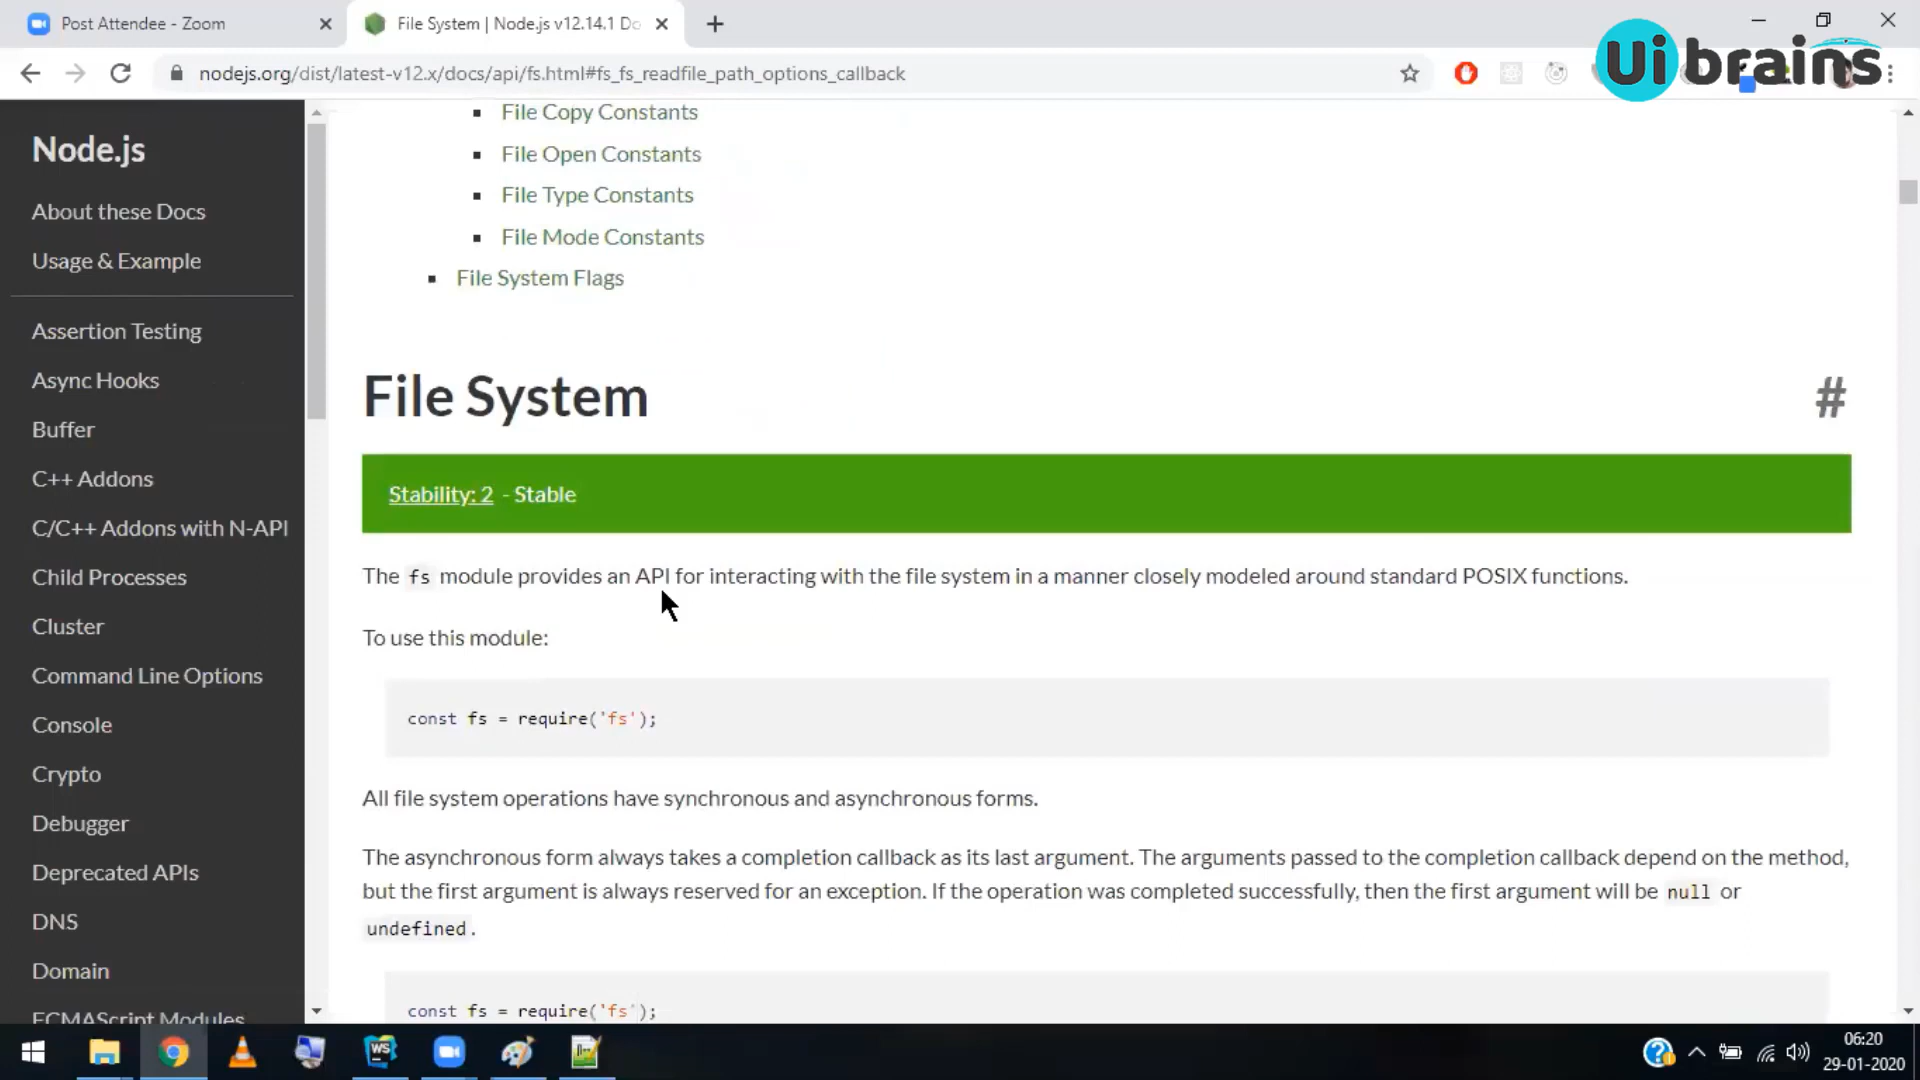 Post Attendee - Zoom
File System | Node.js v12.14.1 Do
nodejs.org/dist/latest-v12.x/docs/api/fs.html#fs_fs_readfile_path_options_callback
Ui brains
Node.js
About these Docs
Usage & Example
Assertion Testing
Async Hooks
Buffer
C++ Addons
C/C++ Addons with N-API
Child Processes
Cluster
Command Line Options
Console
Crypto
Debugger
Deprecated APIs
DNS
Domain
ECMAScript Modules
File Copy Constants
File Open Constants
File Type Constants
File Mode Constants
File System Flags
File System
#
Stability: 2 - Stable
The fs module provides an API for interacting with the file system in a manner closely modeled around standard POSIX functions.
To use this module:
const fs = require('fs');
All file system operations have synchronous and asynchronous forms.
The asynchronous form always takes a completion callback as its last argument. The arguments passed to the completion callback depend on the method,
but the first argument is always reserved for an exception. If the operation was completed successfully, then the first argument will be null or
undefined.
const fs = require('fs');
WS
06:20
29-01-2020